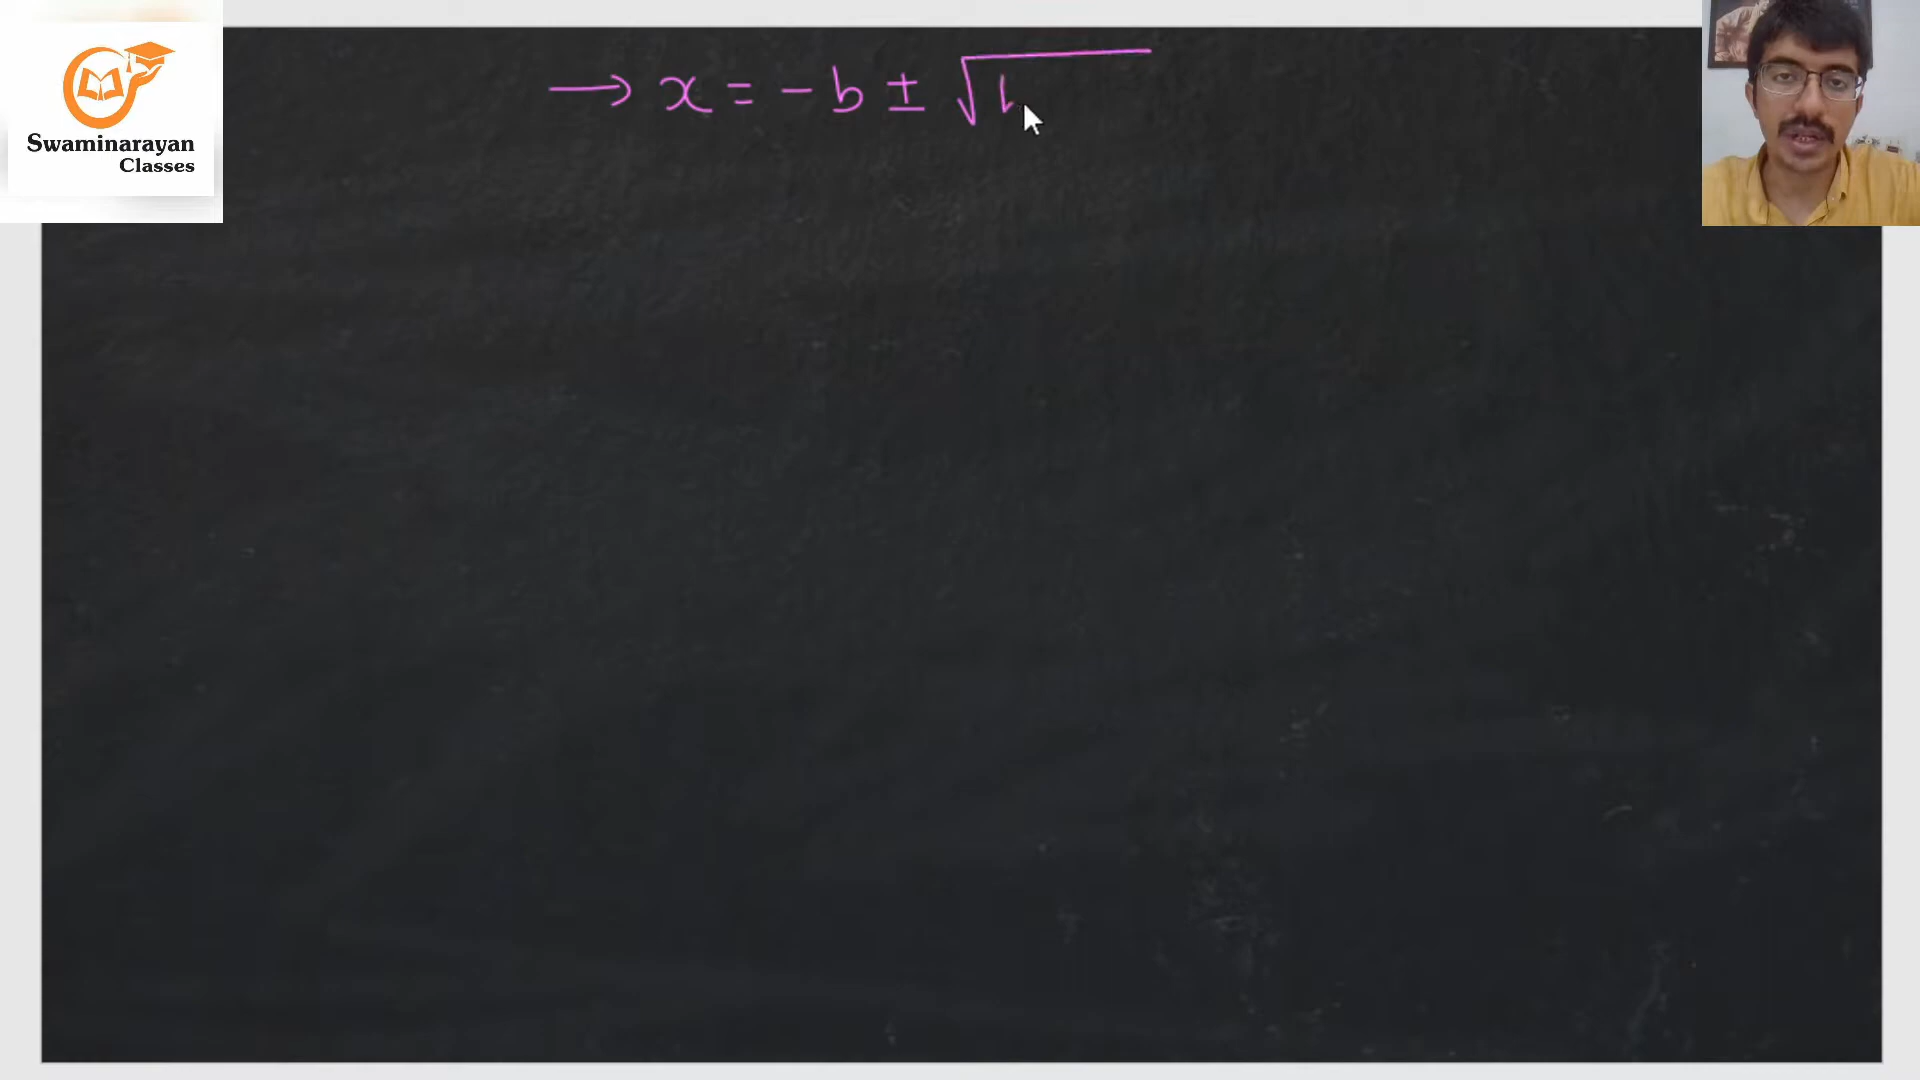 Swaminarayan
Classes
→ x = - b ± √